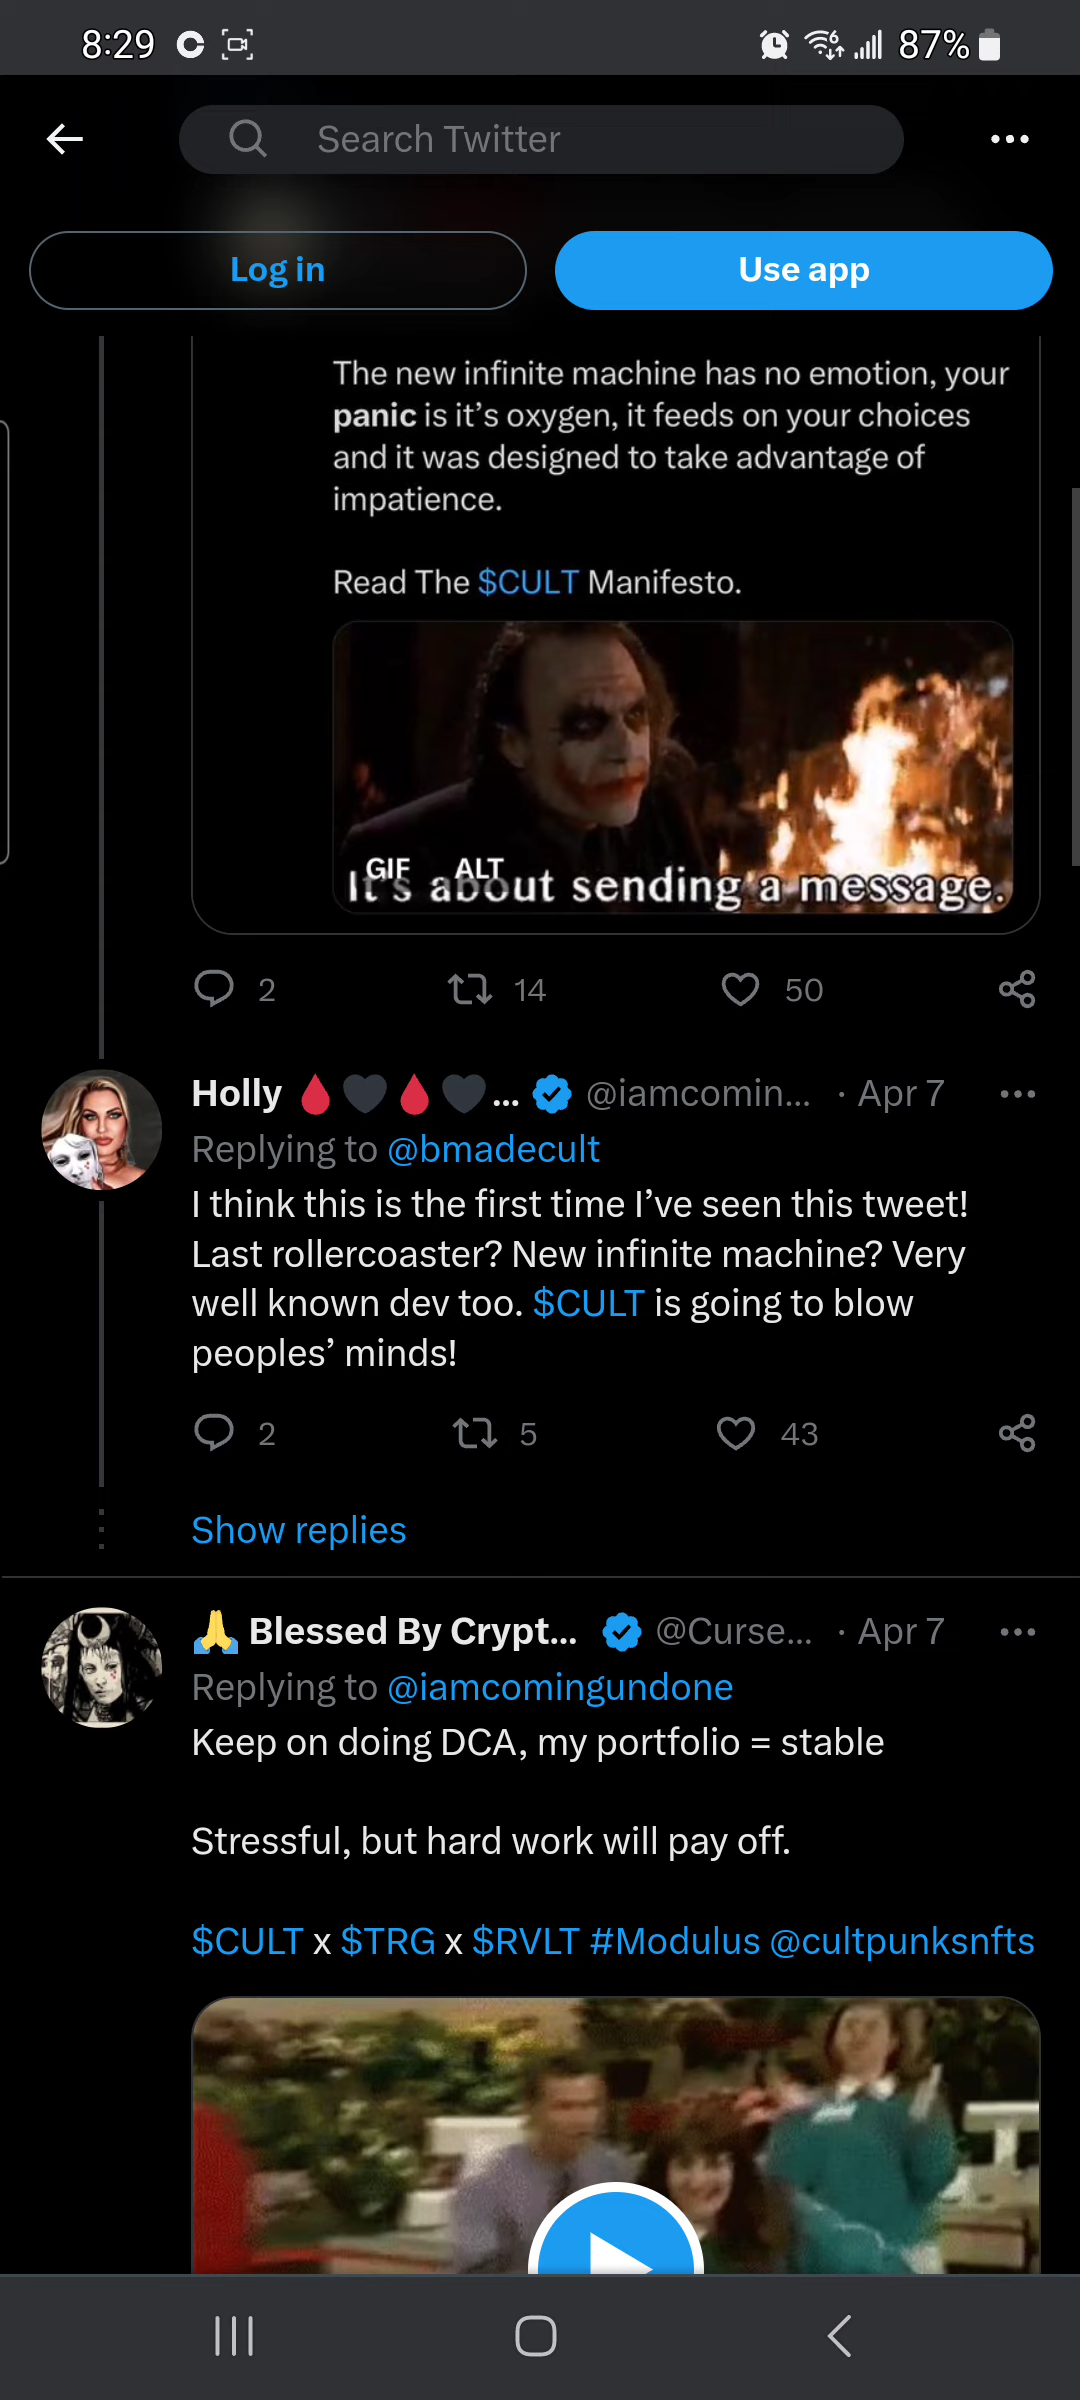 8:29
87%
Search Twitter
Log in
Use app
The new infinite machine has no emotion, your
panic is it’s oxygen, it feeds on your choices
and it was designed to take advantage of
impatience.
Read The $CULT Manifesto.
GIF ALT
It's about sending a message.
2 14 50
Holly 🩸🖤🩸🖤... @iamcomin... · Apr 7
Replying to @bmadecult
I think this is the first time I’ve seen this tweet!
Last rollercoaster? New infinite machine? Very
well known dev too. $CULT is going to blow
peoples’ minds!
2 5 43
Show replies
🙏 Blessed By Crypt... @Curse... · Apr 7
Replying to @iamcomingundone
Keep on doing DCA, my portfolio = stable
Stressful, but hard work will pay off.
$CULT x $TRG x $RVLT #Modulus @cultpunksnfts